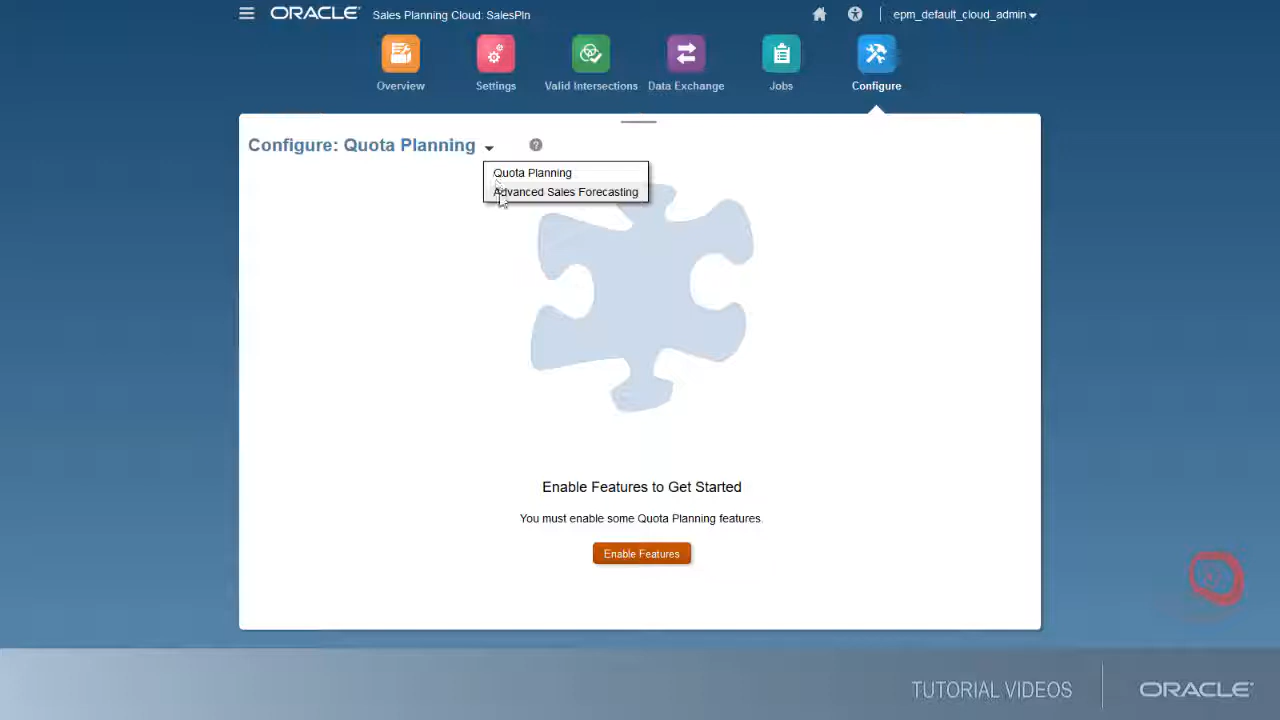 ORACLE Sales Planning Cloud: SalesPln epm_default_cloud_admin
Overview Settings Valid Intersections Data Exchange Jobs Configure
Configure: Quota Planning ?
Quota Planning
Advanced Sales Forecasting
Enable Features to Get Started
You must enable some Quota Planning features.
Enable Features
TUTORIAL VIDEOS ORACLE